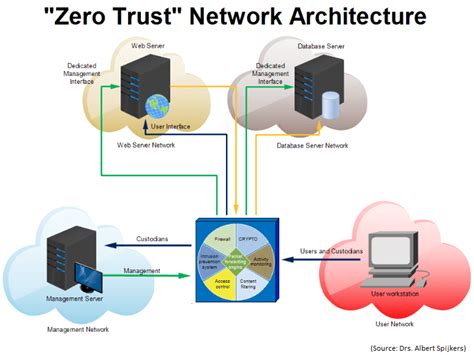 "Zero Trust" Network Architecture
Web Server
Database Server
Dedicated
Management
Interface
Dedicated
Management
Interface
User Interface
Web Server Network
Database Server Network
Firewall
CRYPTO
Intrusion
prevention
system
Packet
forwarding
engine
Activity
monitoring
Access
control
Content
filtering
Custodians
Management
Users and Custodians
Management Server
User workstation
Management Network
User Network
(Source: Drs. Albert Spijkers)